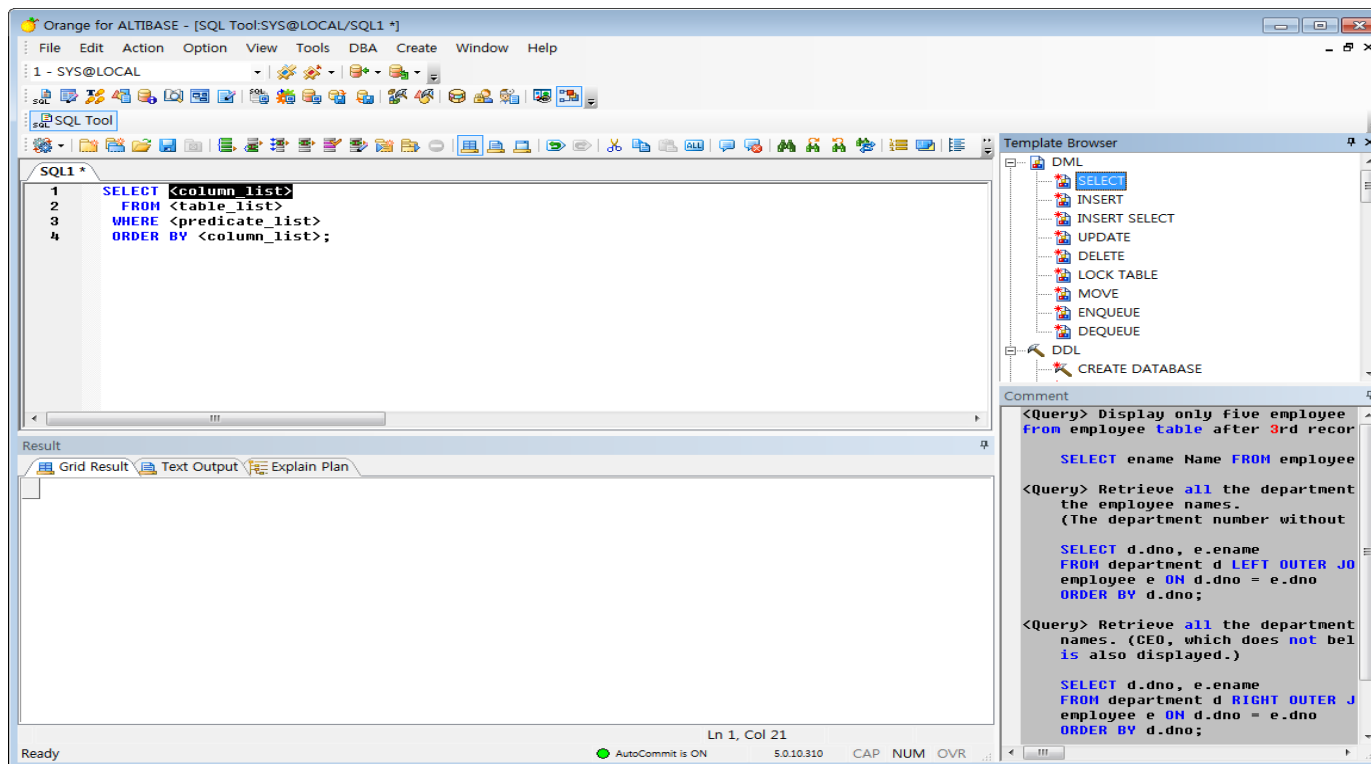 Orange for ALTIBASE - [SQL Tool:SYS@LOCAL/SQL1 *]
File Edit Action Option View Tools DBA Create Window Help
1 - SYS@LOCAL
SQL Tool
SQL1 *
1 SELECT <column_list>
2 FROM <table_list>
3 WHERE <predicate_list>
4 ORDER BY <column_list>;
Template Browser
DML
SELECT
INSERT
INSERT SELECT
UPDATE
DELETE
LOCK TABLE
MOVE
ENQUEUE
DEQUEUE
DDL
CREATE DATABASE
Result
Grid Result Text Output Explain Plan
Comment
<Query> Display only five employee
from employee table after 3rd recor
SELECT ename Name FROM employee
<Query> Retrieve all the department
the employee names.
(The department number without
SELECT d.dno, e.ename
FROM department d LEFT OUTER JO
employee e ON d.dno = e.dno
ORDER BY d.dno;
<Query> Retrieve all the department
names. (CEO, which does not bel
is also displayed.)
SELECT d.dno, e.ename
FROM department d RIGHT OUTER J
employee e ON d.dno = e.dno
ORDER BY d.dno;
Ln 1, Col 21
Ready AutoCommit is ON 5.0.10.310 CAP NUM OVR